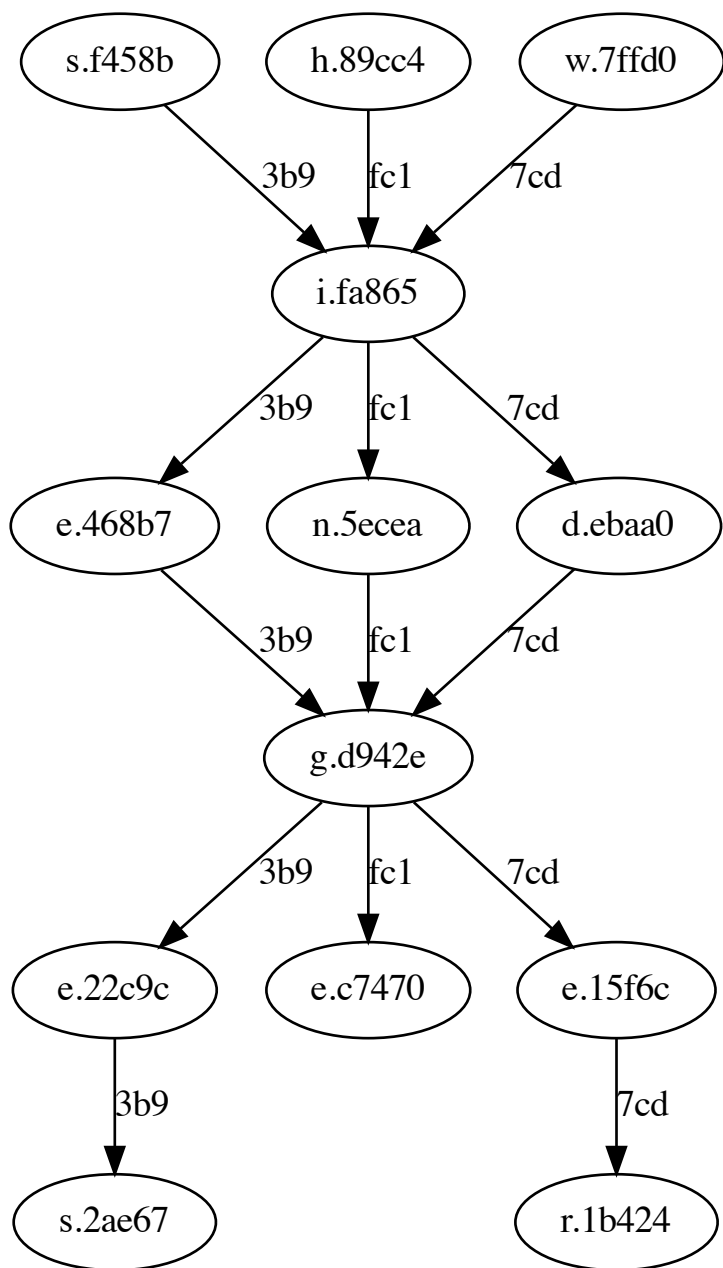 s.f458b h.89cc4 w.7ffd0
3b9 fc1 7cd
i.fa865
3b9 fc1 7cd
e.468b7 n.5ecea d.ebaa0
3b9 fc1 7cd
g.d942e
3b9 fc1 7cd
e.22c9c e.c7470 e.15f6c
3b9 7cd
s.2ae67 r.1b424